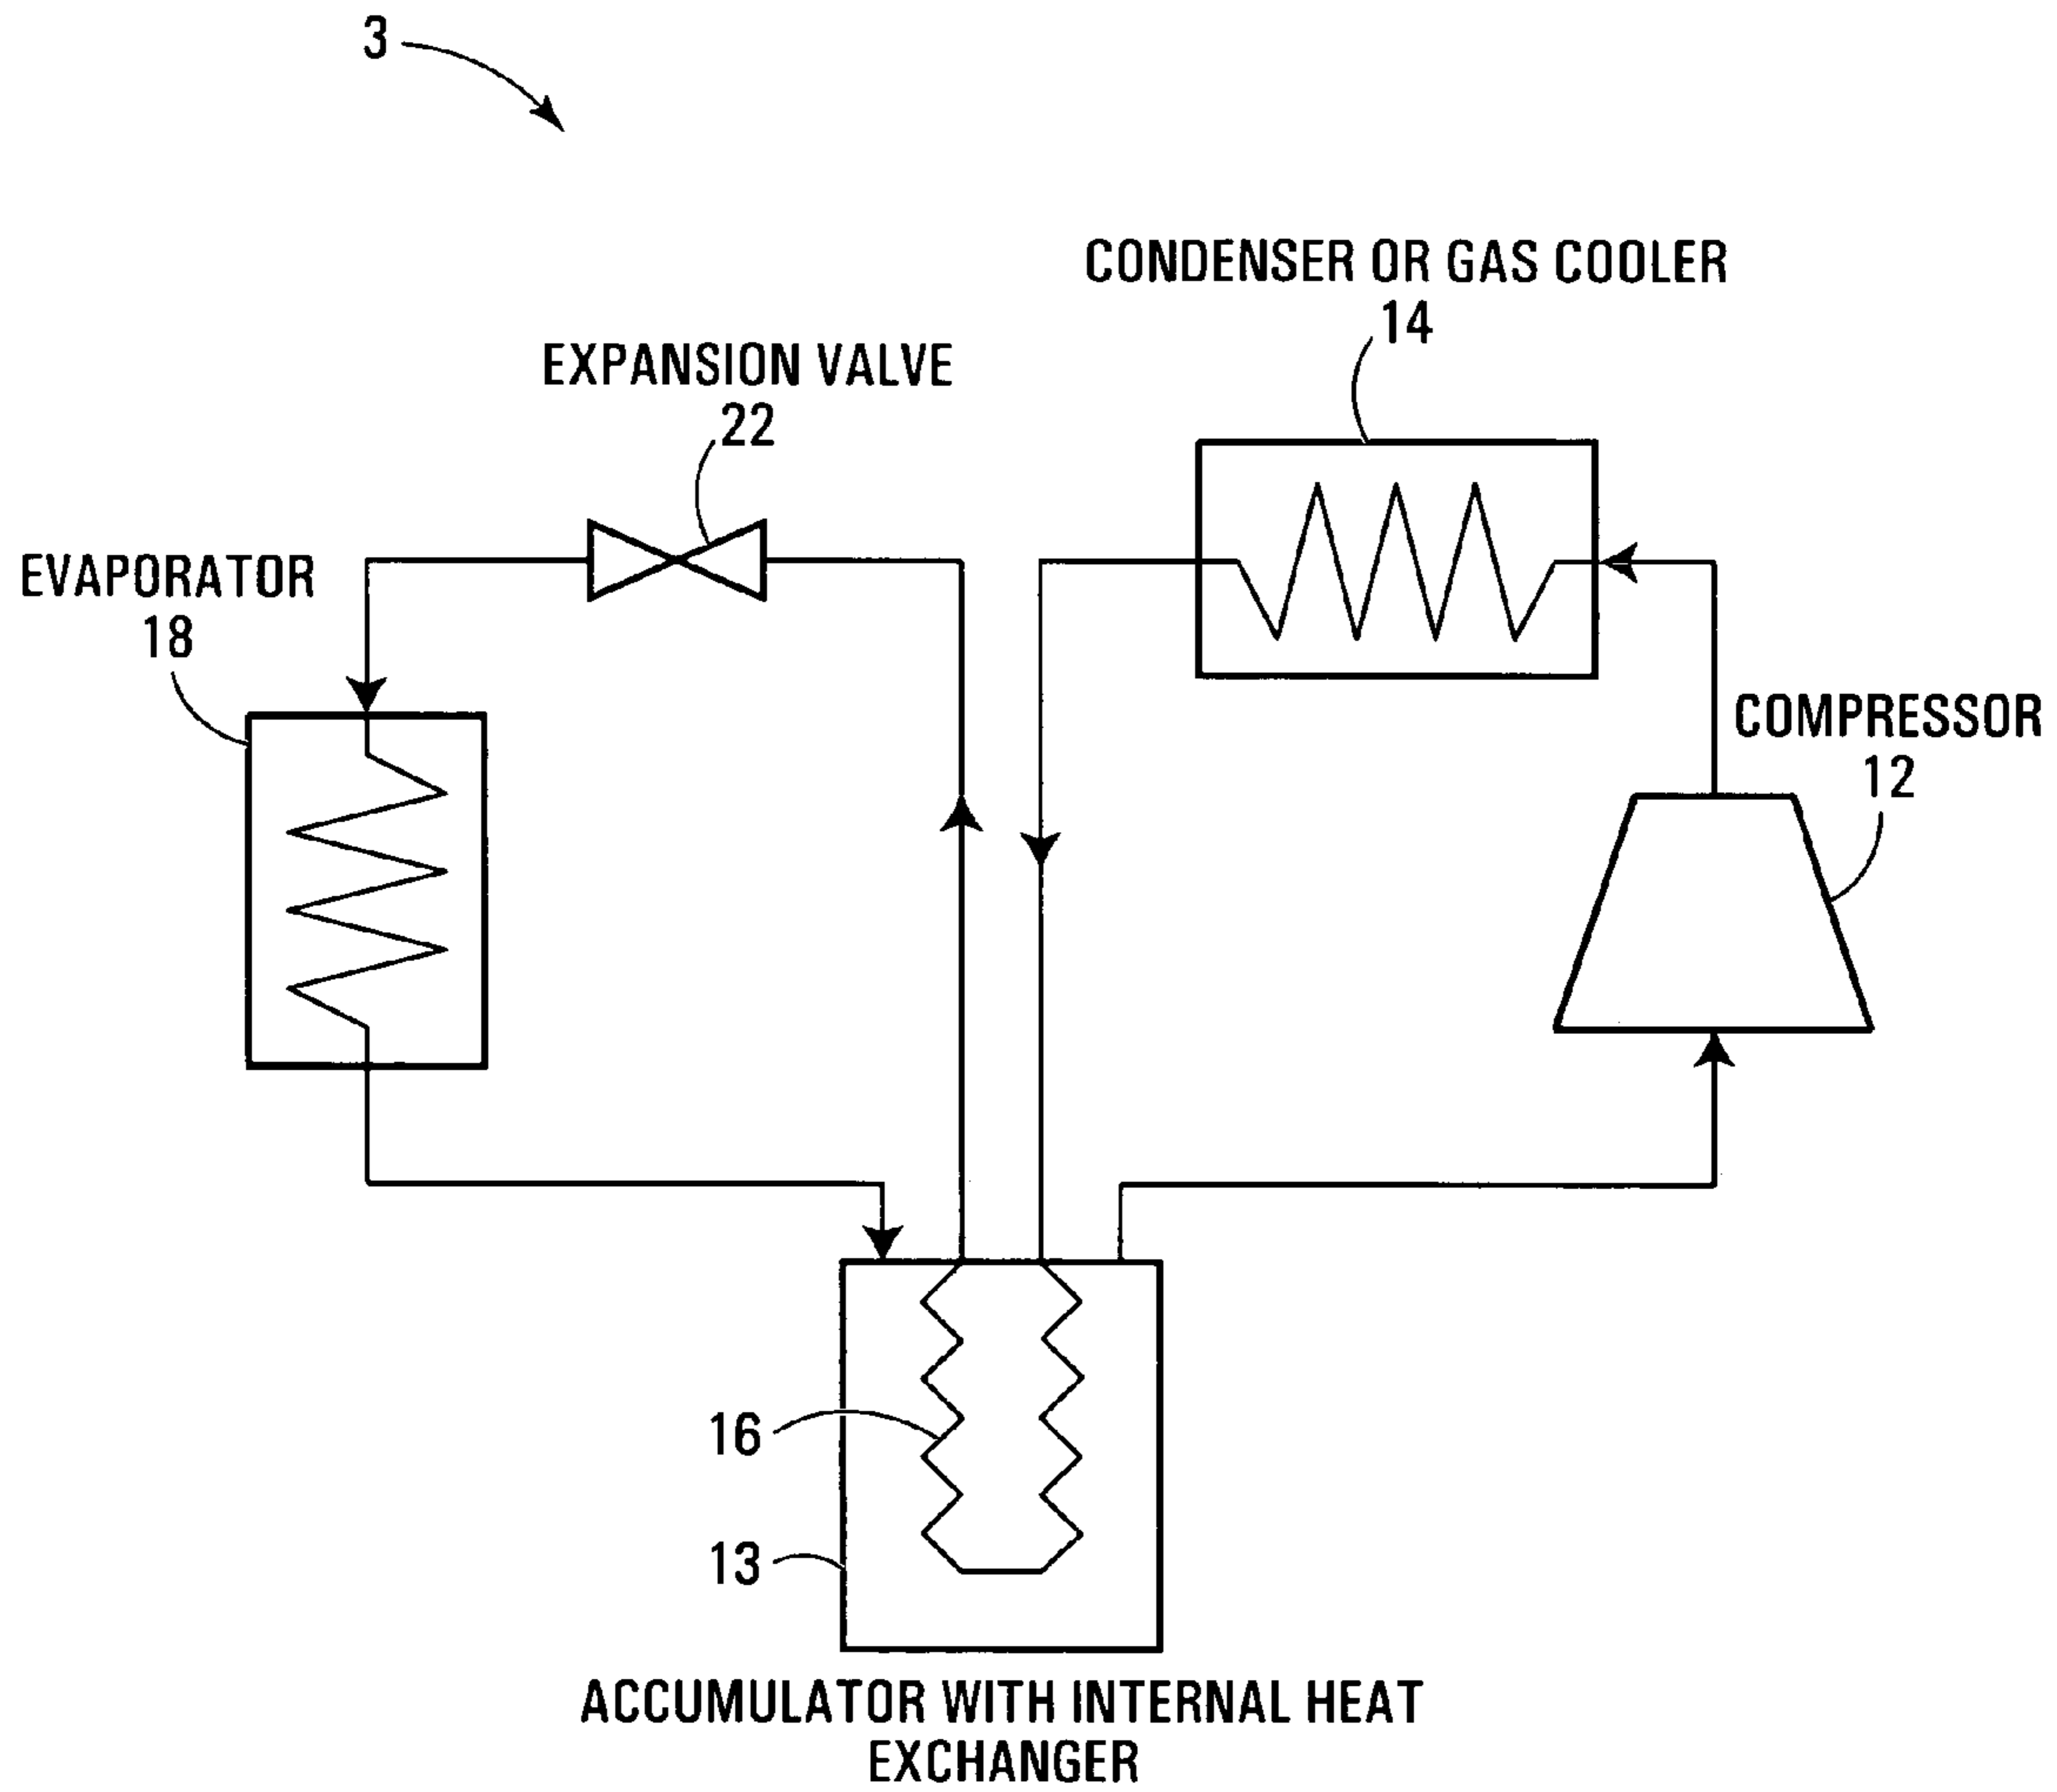 3
CONDENSER OR GAS COOLER
14
EXPANSION VALVE
22
EVAPORATOR
18
COMPRESSOR
12
16
13
ACCUMULATOR WITH INTERNAL HEAT
EXCHANGER